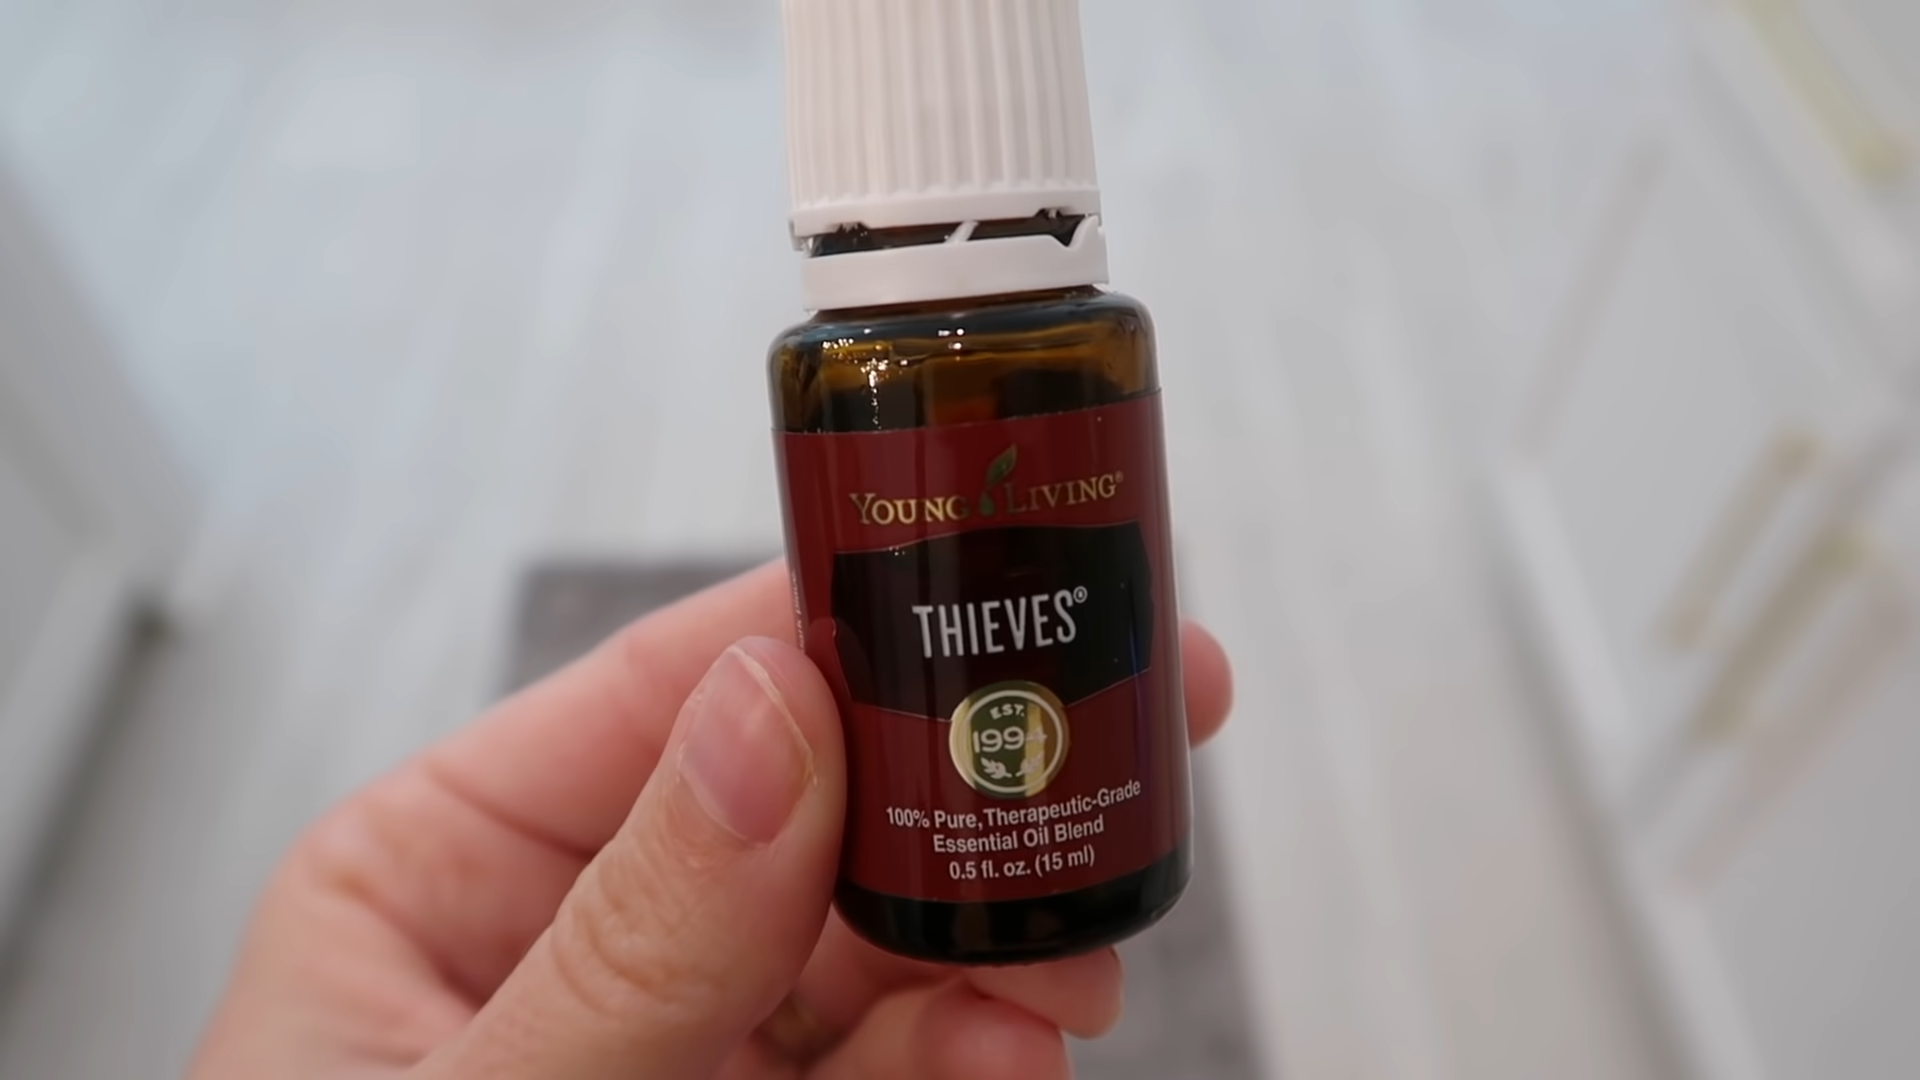 YOUNG LIVING®
THIEVES®
EST.
1994
100% Pure, Therapeutic-Grade
Essential Oil Blend
0.5 fl. oz. (15 ml)